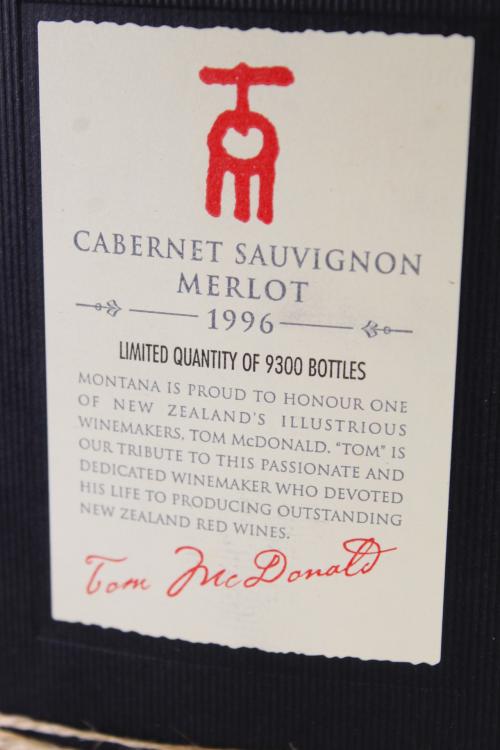 CABERNET SAUVIGNON
MERLOT
1996
LIMITED QUANTITY OF 9300 BOTTLES
MONTANA IS PROUD TO HONOUR ONE
OF NEW ZEALAND'S ILLUSTRIOUS
WINEMAKERS, TOM McDONALD. "TOM" IS
OUR TRIBUTE TO THIS PASSIONATE AND
DEDICATED WINEMAKER WHO DEVOTED
HIS LIFE TO PRODUCING OUTSTANDING
NEW ZEALAND RED WINES.
Tom McDonald